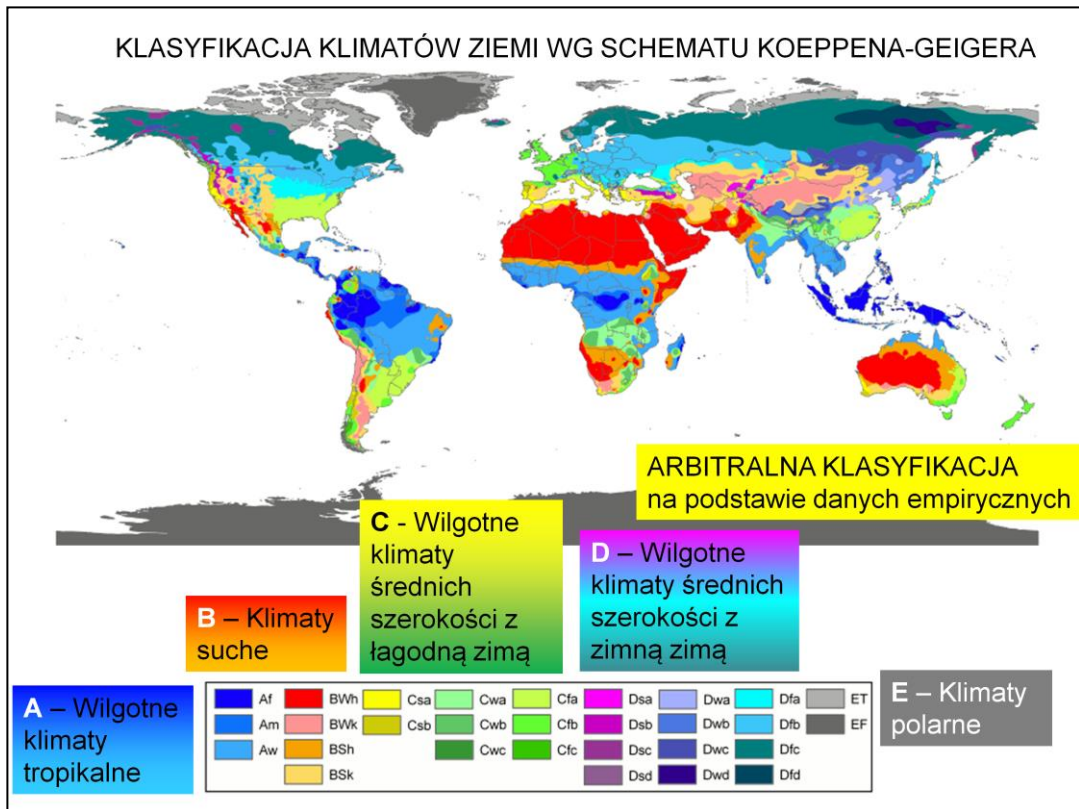 KLASYFIKACJA KLIMATÓW ZIEMI WG SCHEMATU KOEPPENA-GEIGERA
ARBITRALNA KLASYFIKACJA
na podstawie danych empirycznych
C - Wilgotne
klimaty
średnich
szerokości z
łagodną zimą
D – Wilgotne
klimaty średnich
szerokości z
zimną zimą
B – Klimaty
suche
A – Wilgotne
klimaty
tropikalne
E – Klimaty
polarne
Af BWh Csa Cwa Cfa Dsa Dwa Dfa ET
Am BWk Csb Cwb Cfb Dsb Dwb Dfb EF
Aw BSh Cwc Cfc Dsc Dwc Dfc
BSk Dsd Dwd Dfd